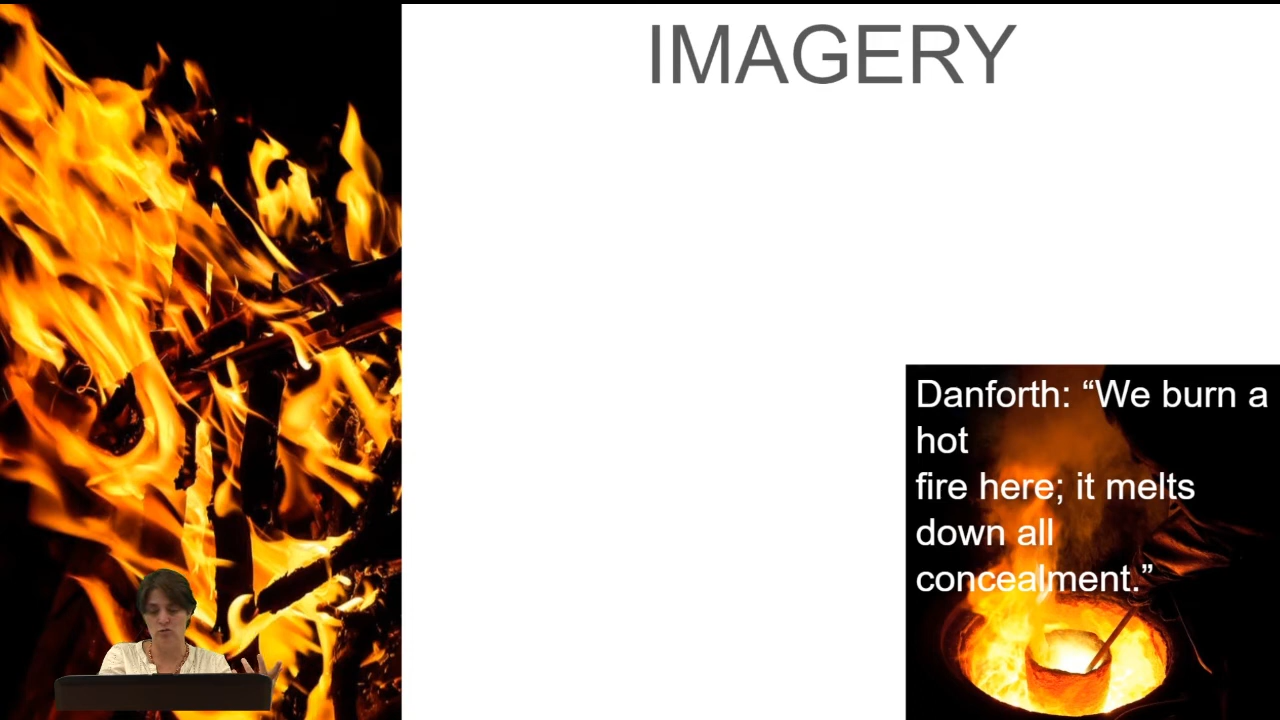 IMAGERY
Danforth: “We burn a
hot
fire here; it melts
down all
concealment.”